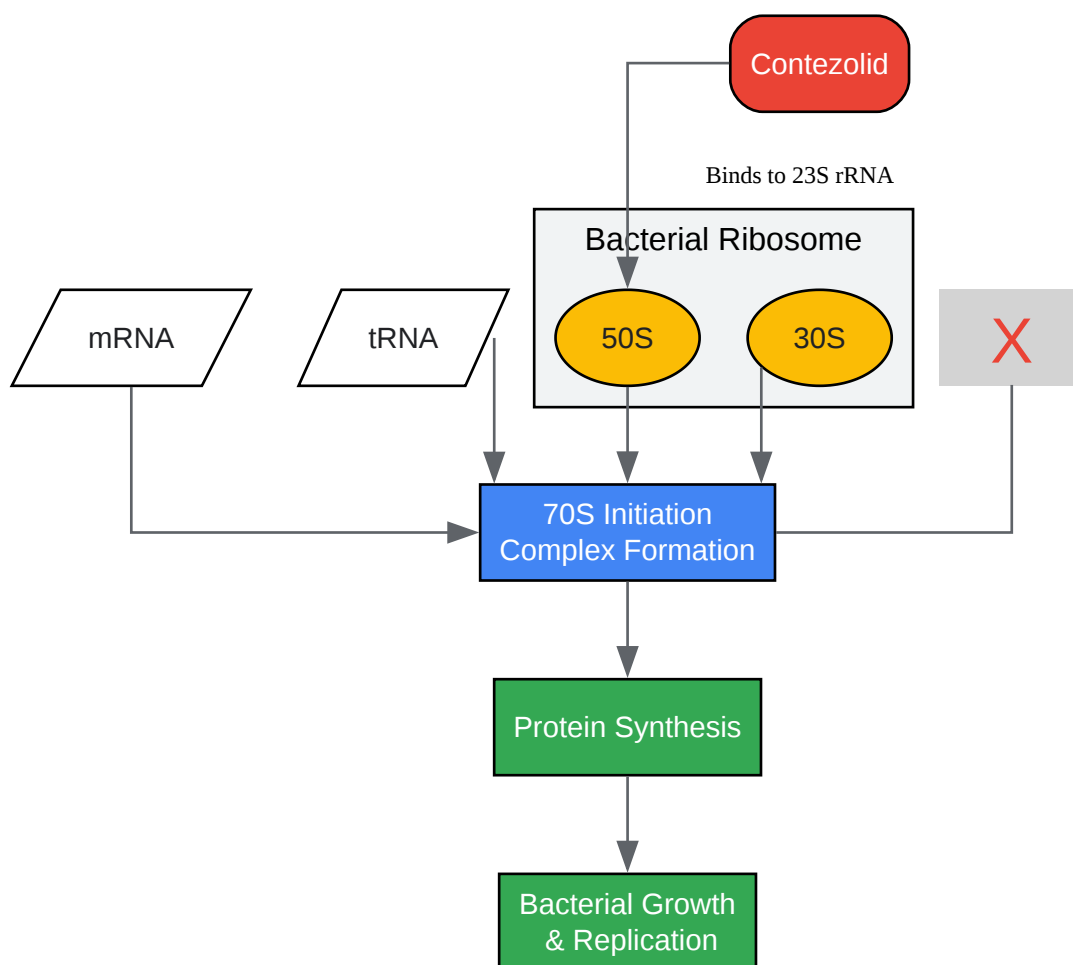 Contezolid
Binds to 23S rRNA
Bacterial Ribosome
mRNA
tRNA
50S
30S
X
70S Initiation
Complex Formation
Protein Synthesis
Bacterial Growth
& Replication